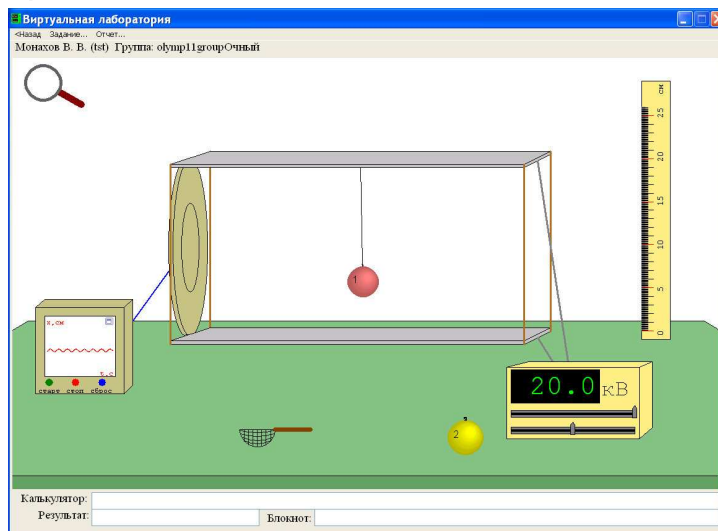 Виртуальная лаборатория
<Назад Задание... Отчет...
Монахов В. В. (tst) Группа: olymp11groupОчный
см
25
20
15
10
5
0
1
x,см
t,с
старт стоп сброс
20.0 кВ
2
Калькулятор:
Результат:
Блокнот: